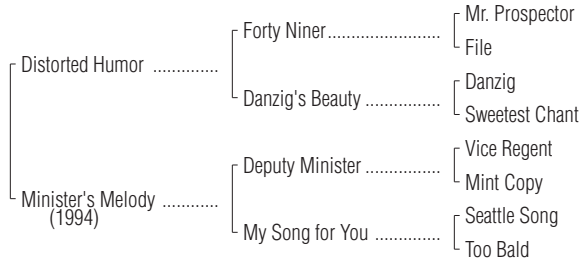 Mr. Prospector
Forty Niner.......................
File
Distorted Humor .............
Danzig
Danzig's Beauty ...............
Sweetest Chant
Vice Regent
Deputy Minister ...............
Mint Copy
Minister's Melody ............
(1994)
Seattle Song
My Song for You .............
Too Bald